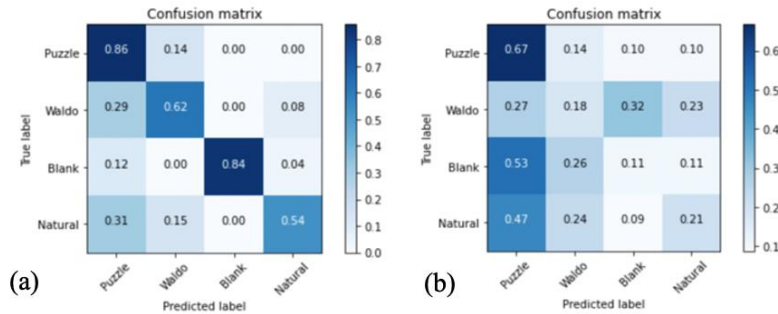 Confusion matrix
Puzzle 0.86 0.14 0.00 0.00
Waldo 0.29 0.62 0.00 0.08
Blank 0.12 0.00 0.84 0.04
Natural 0.31 0.15 0.00 0.54
True label
Puzzle Waldo Blank Natural
Predicted label
0.8
0.7
0.6
0.5
0.4
0.3
0.2
0.1
0.0
(a)
Confusion matrix
Puzzle 0.67 0.14 0.10 0.10
Waldo 0.27 0.18 0.32 0.23
Blank 0.53 0.26 0.11 0.11
Natural 0.47 0.24 0.09 0.21
True label
Puzzle Waldo Blank Natural
Predicted label
0.6
0.5
0.4
0.3
0.2
0.1
(b)